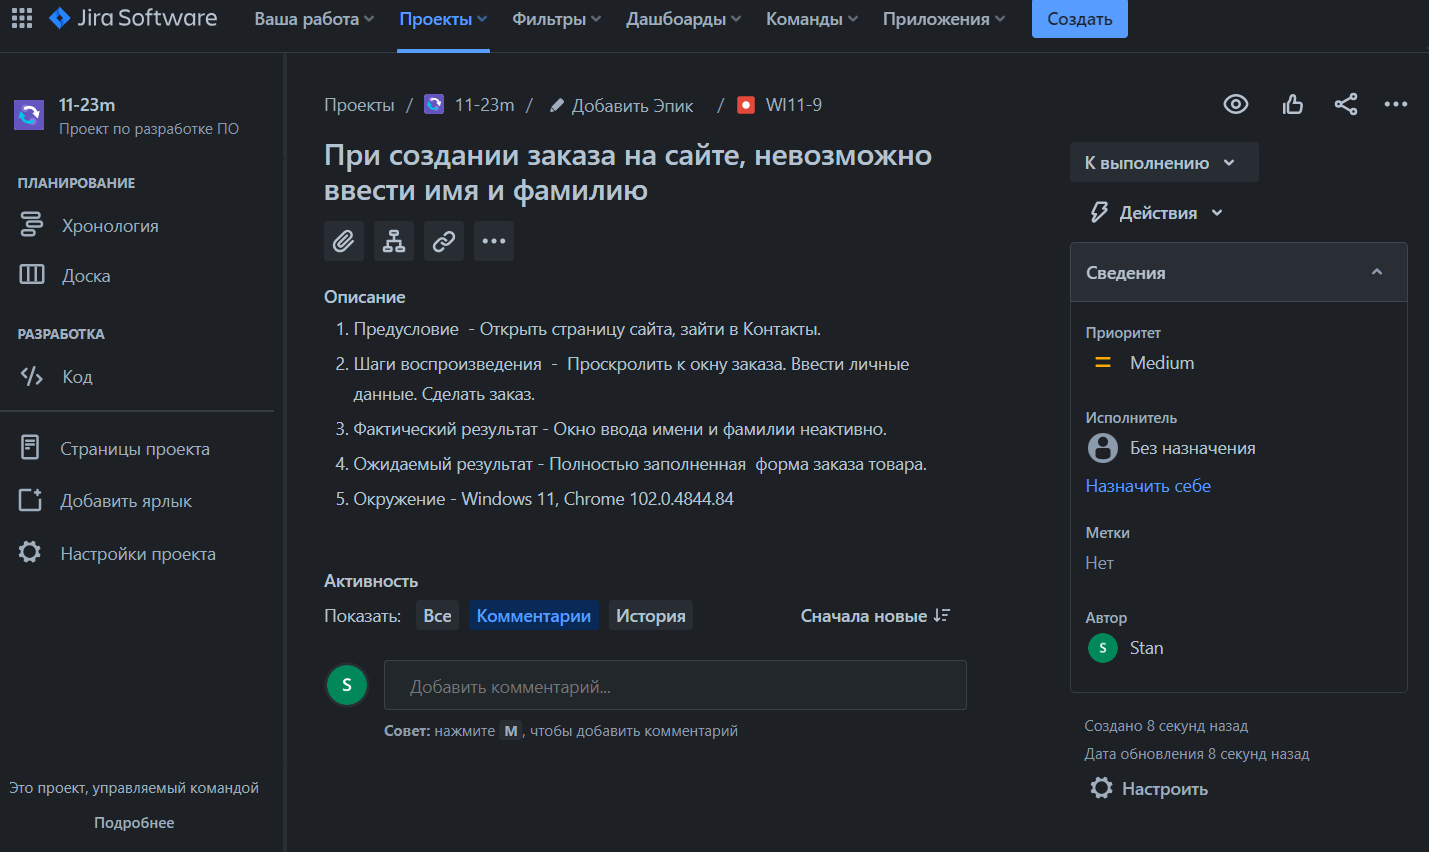 Jira Software
Ваша работа
Проекты
Фильтры
Дашборды
Команды
Приложения
Создать
11-23m
Проект по разработке ПО
ПЛАНИРОВАНИЕ
Хронология
Доска
РАЗРАБОТКА
Код
Страницы проекта
Добавить ярлык
Настройки проекта
Это проект, управляемый командой
Подробнее
Проекты / 11-23m / Добавить Эпик / WI11-9
При создании заказа на сайте, невозможно
ввести имя и фамилию
Описание
1. Предусловие - Открыть страницу сайта, зайти в Контакты.
2. Шаги воспроизведения - Проскролить к окну заказа. Ввести личные
данные. Сделать заказ.
3. Фактический результат - Окно ввода имени и фамилии неактивно.
4. Ожидаемый результат - Полностью заполненная форма заказа товара.
5. Окружение - Windows 11, Chrome 102.0.4844.84
Активность
Показать: Все Комментарии История Сначала новые
S
Добавить комментарий...
Совет: нажмите M, чтобы добавить комментарий
К выполнению
Действия
Сведения
Приоритет
Medium
Исполнитель
Без назначения
Назначить себе
Метки
Нет
Автор
S Stan
Создано 8 секунд назад
Дата обновления 8 секунд назад
Настроить